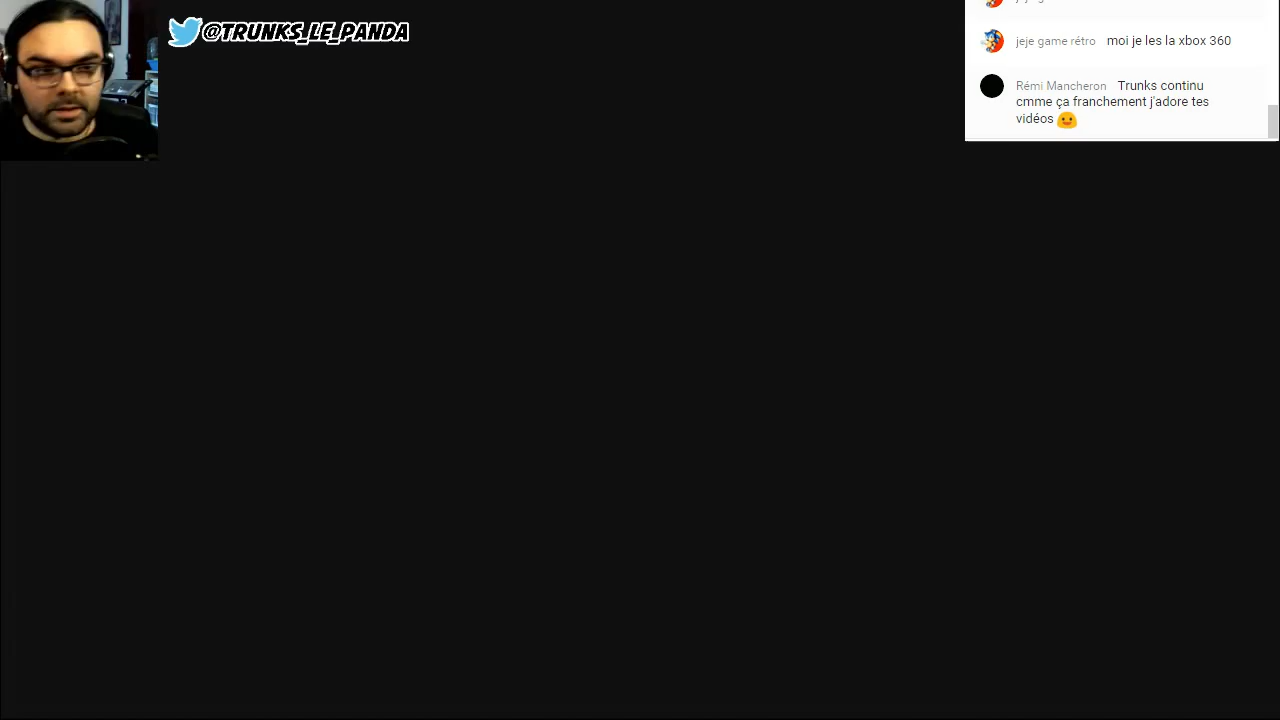 @TRUNKS_LE_PANDA
jeje game rétro moi je les la xbox 360
Rémi Mancheron Trunks continu
cmme ça franchement j'adore tes
vidéos